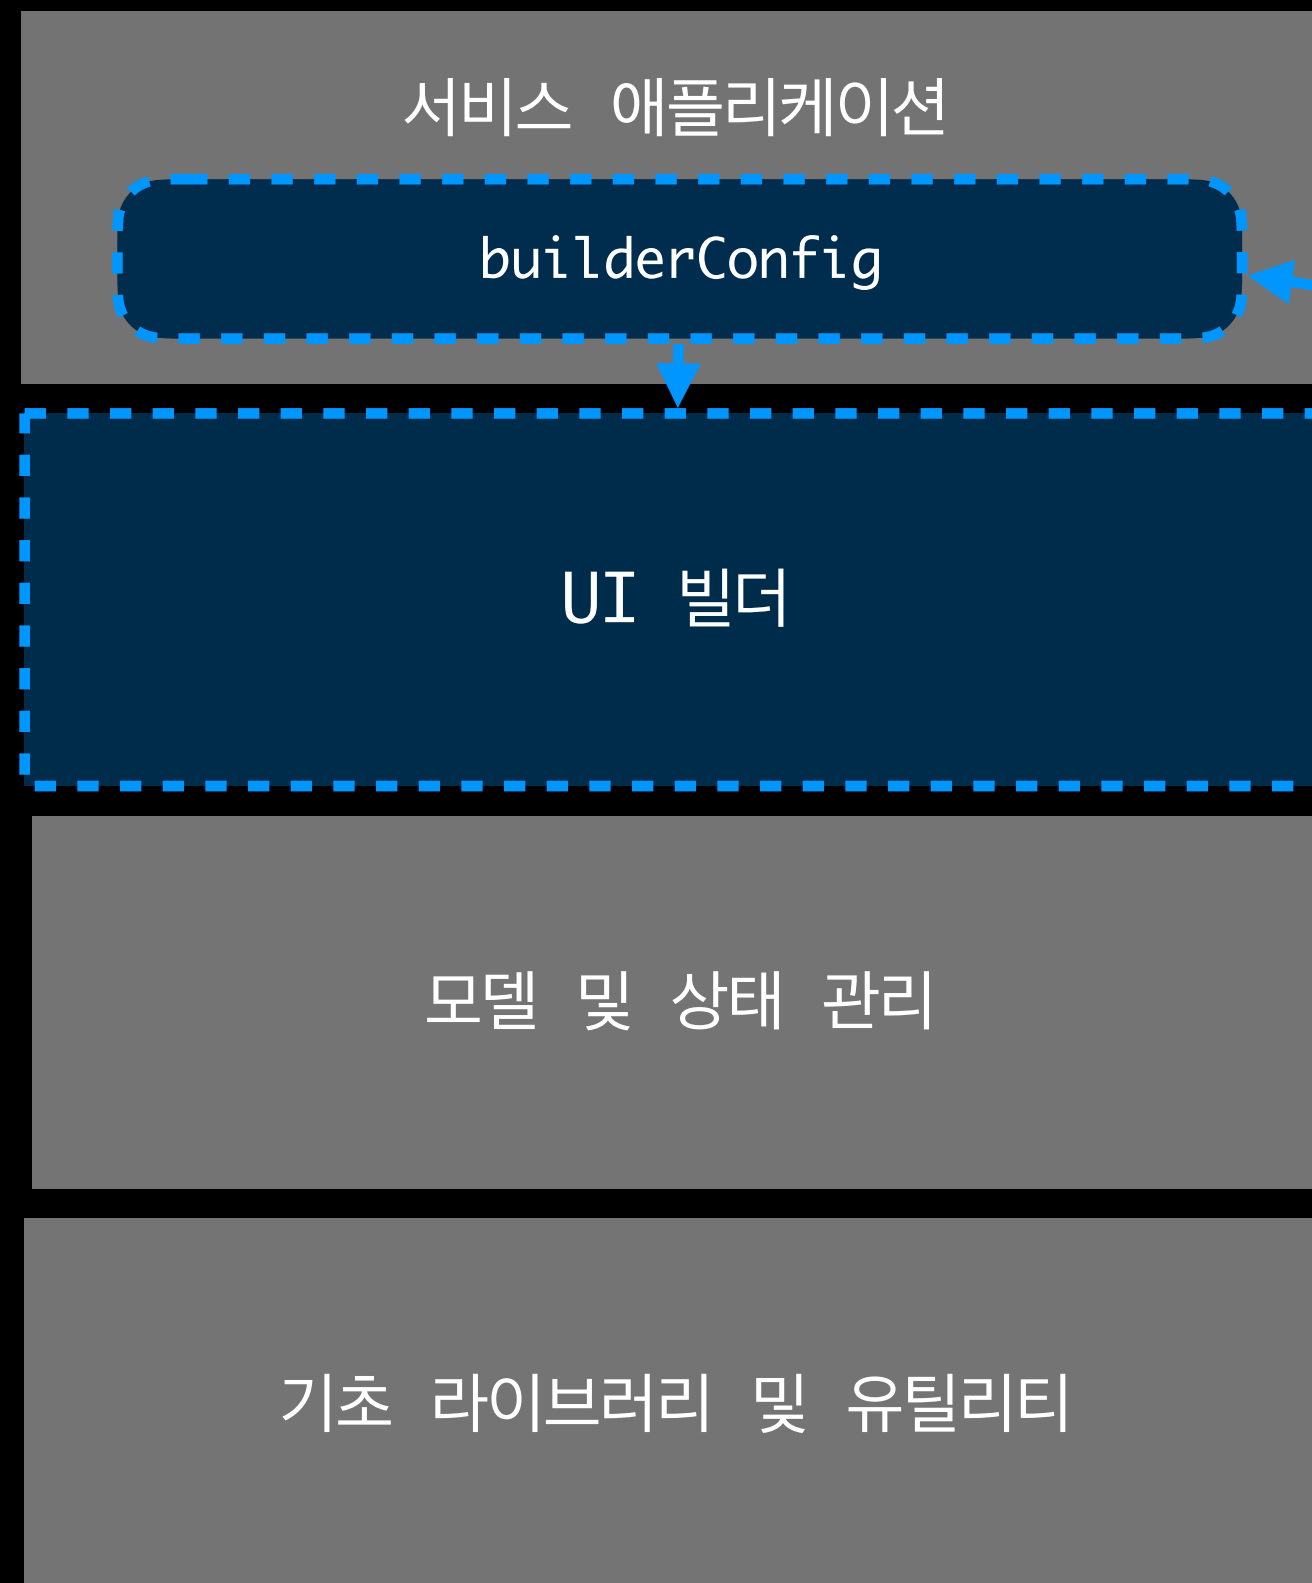 서비스 애플리케이션
builderConfig
UI 빌더
모델 및 상태 관리
기초 라이브러리 및 유틸리티